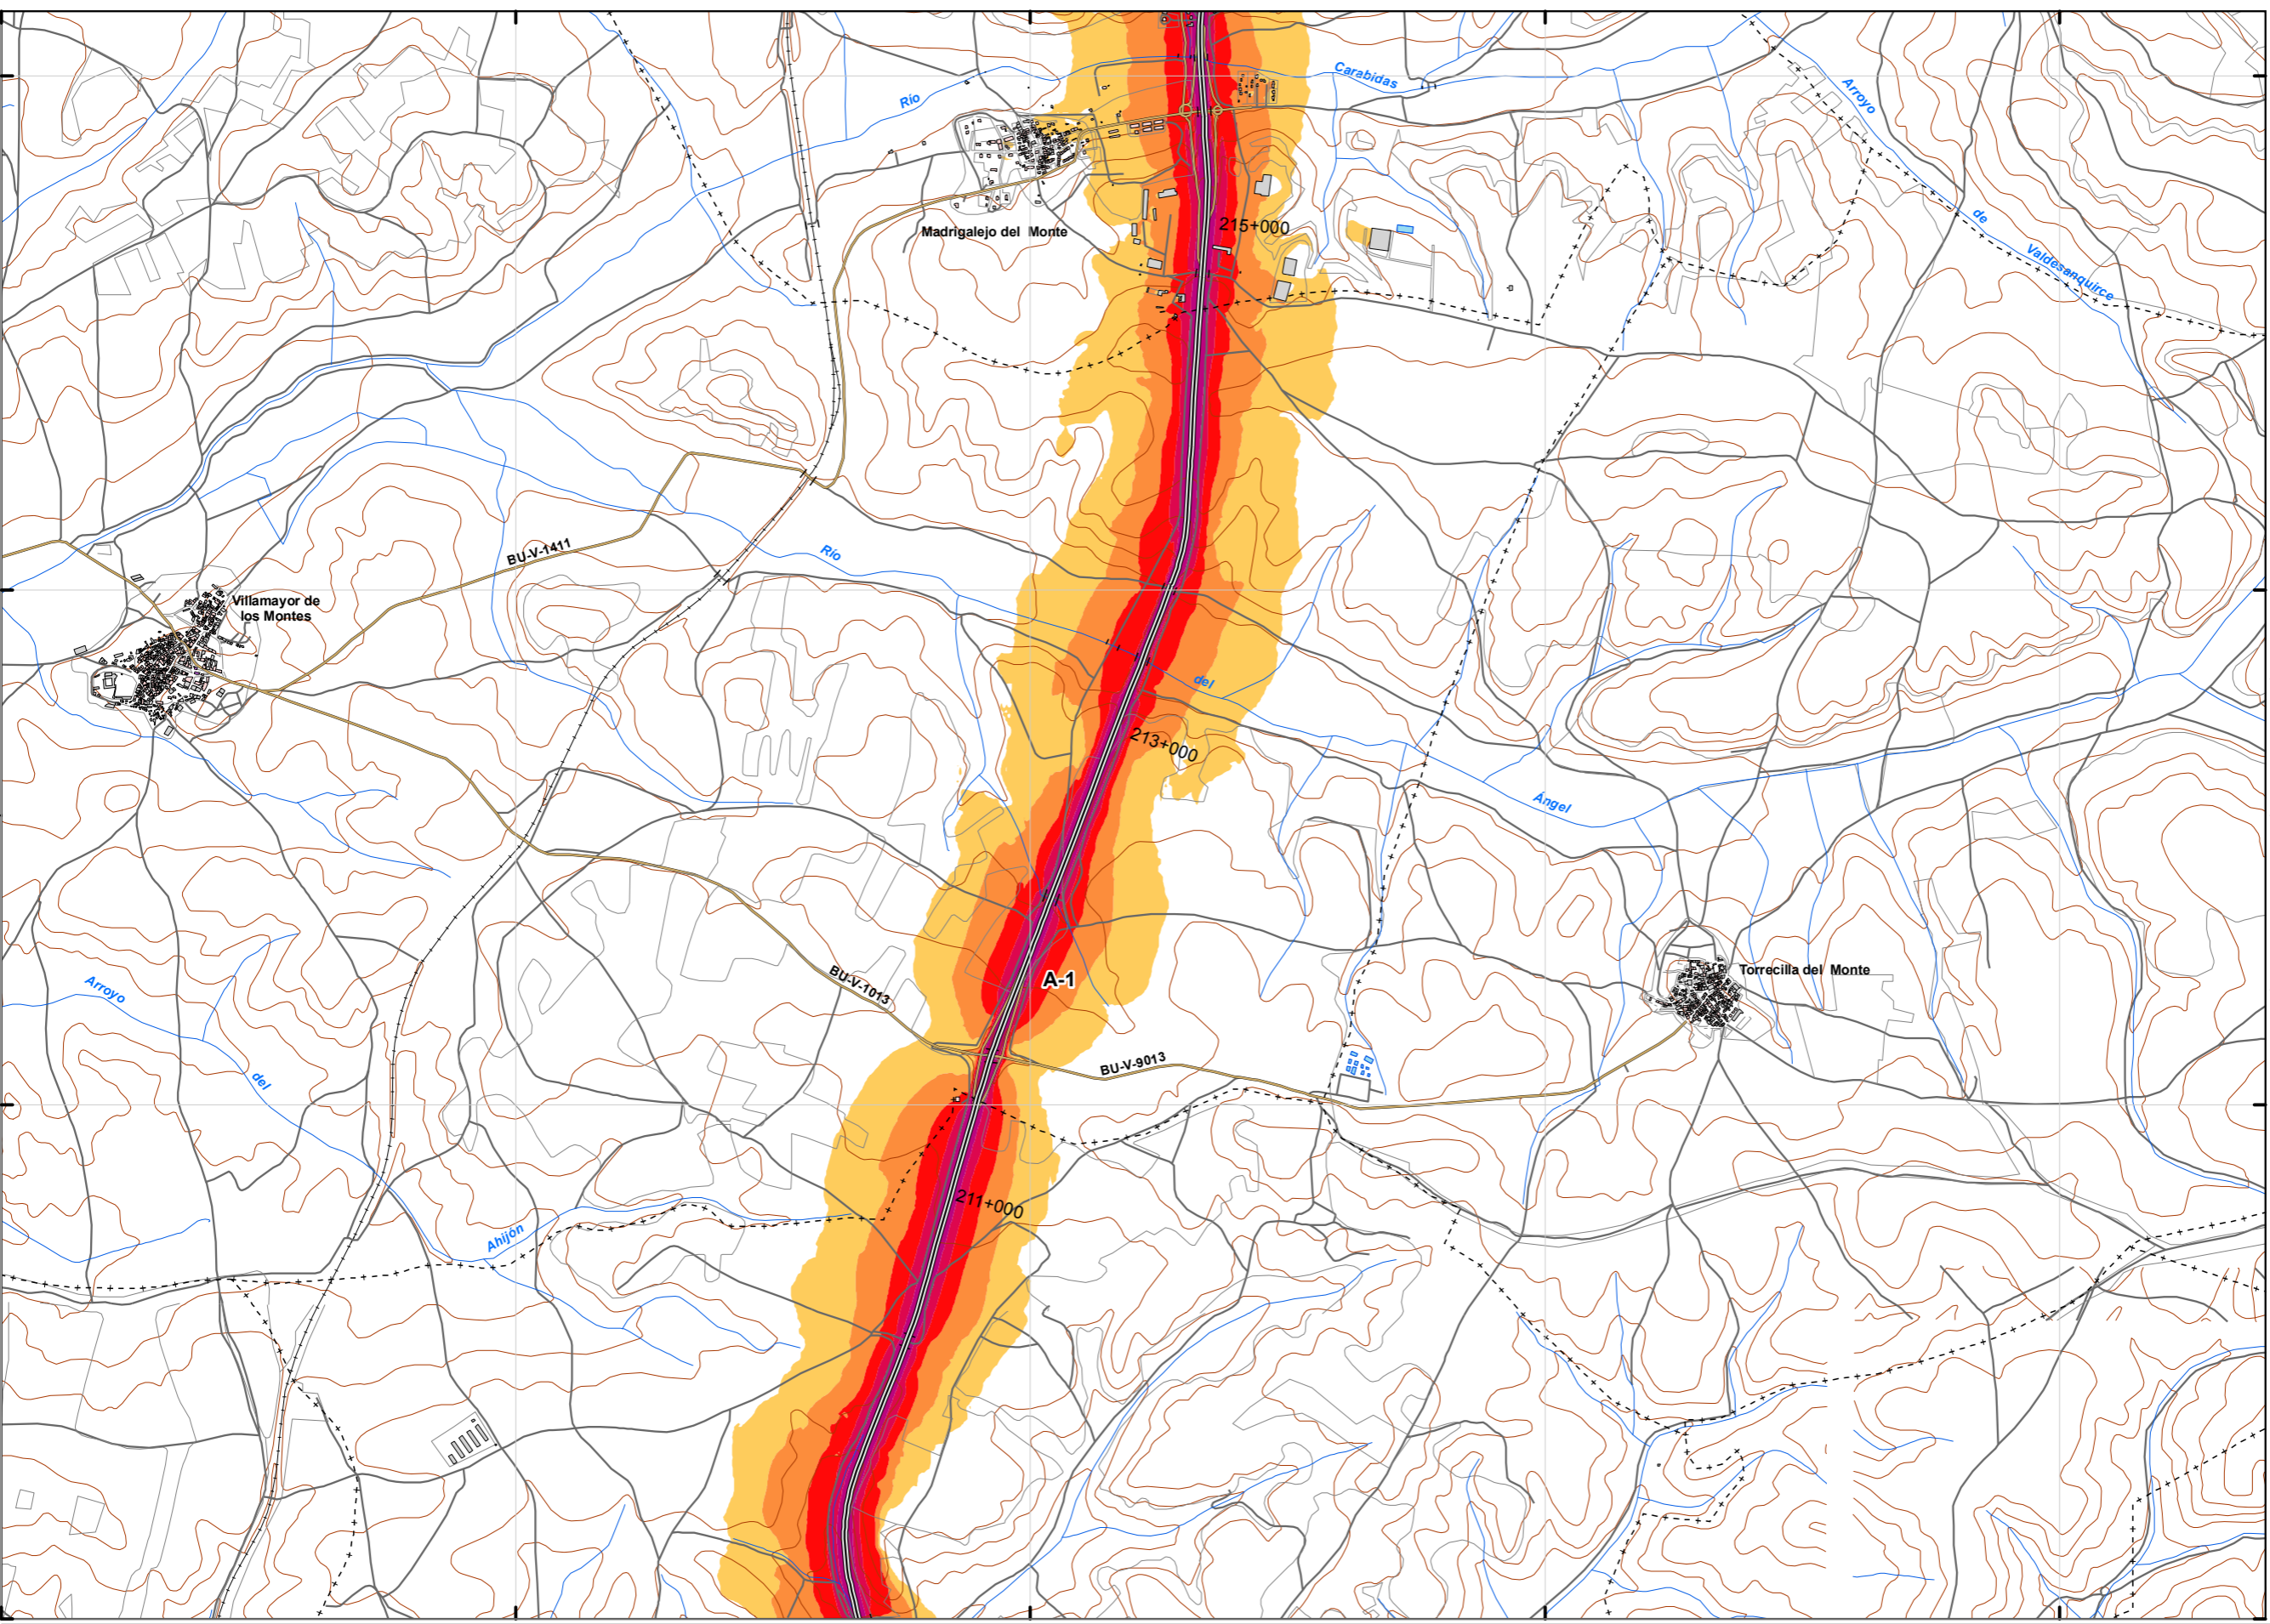 Carabidas
Río
Arroyo
de
Valdesanquirce
215+000
Madrigalejo del Monte
BU-V-1411
Río
Villamayor de
los Montes
del
213+000
Ángel
BU-V-1013
A-1
Torrecilla del Monte
Arroyo
del
BU-V-9013
211+000
Ahijón